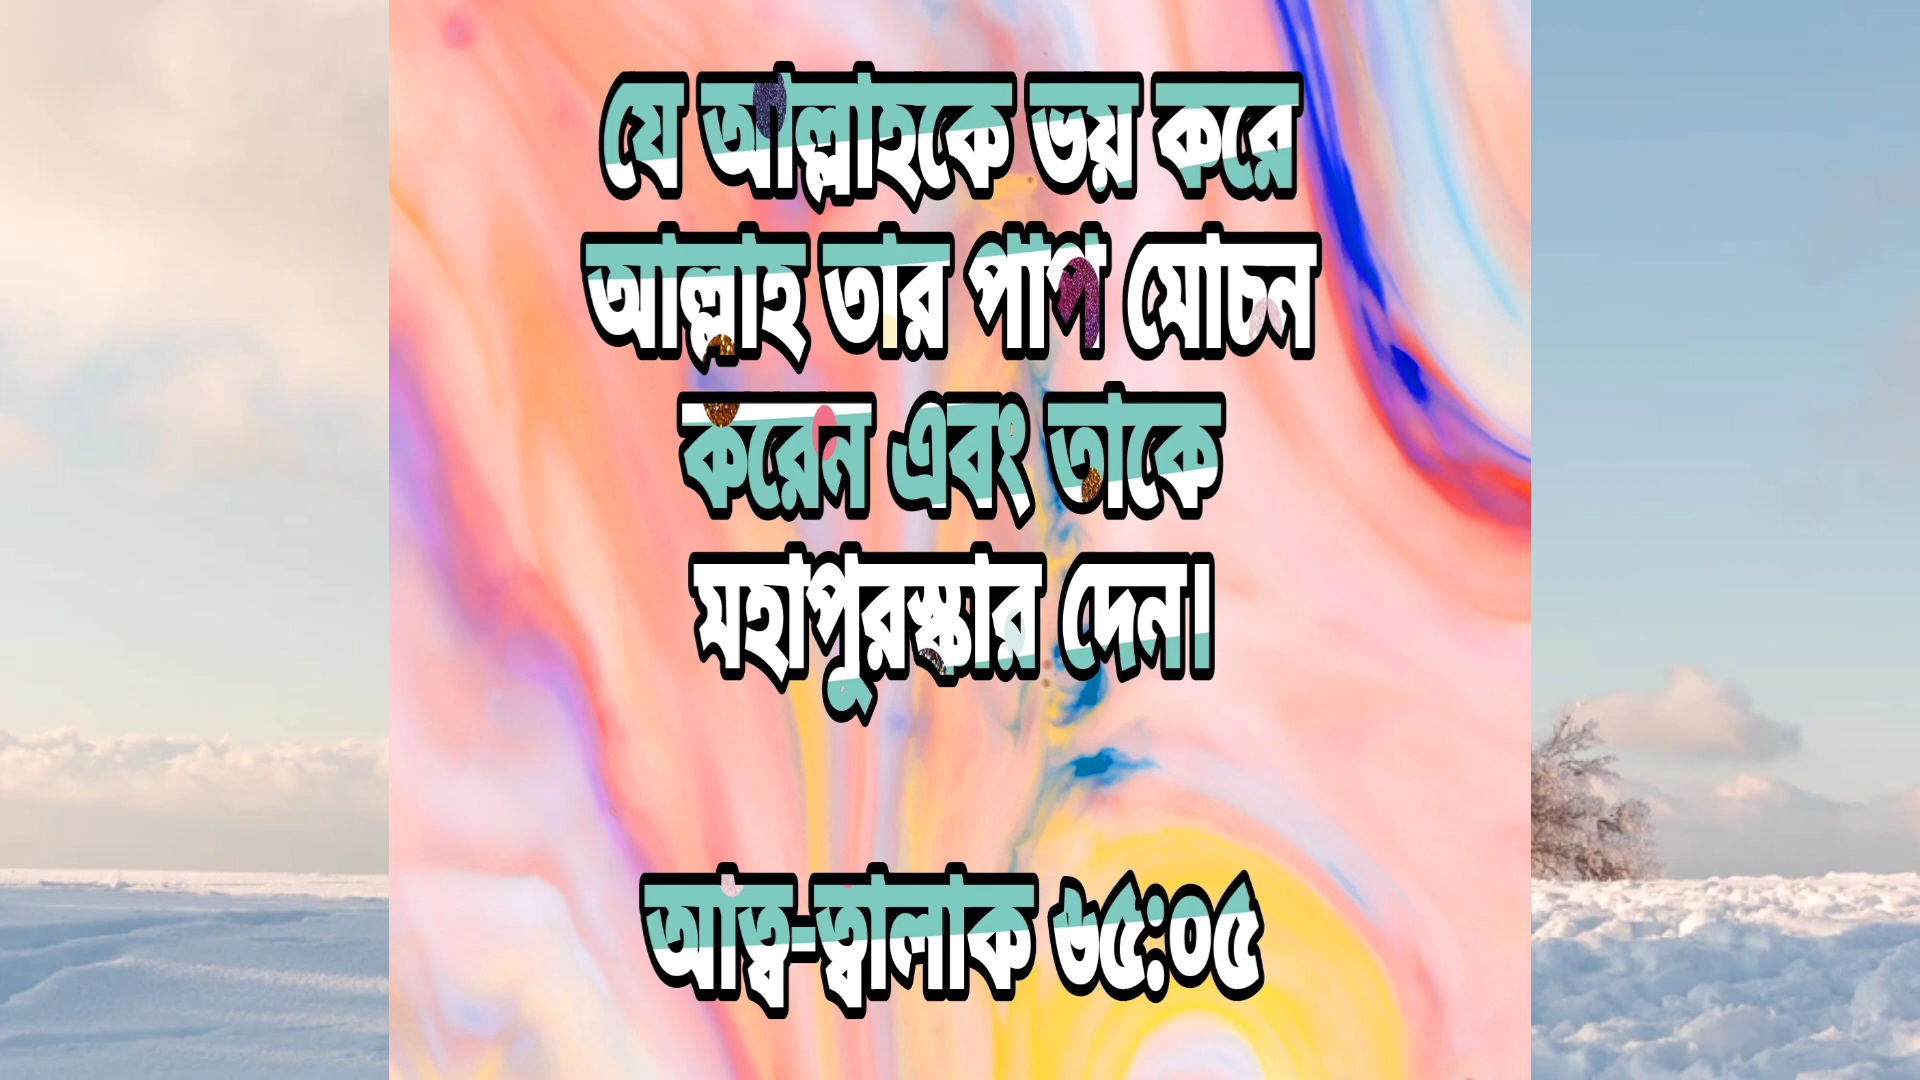 যে আল্লাহকে ভয় করে
আল্লাহ তার পাপ মোচন
করেন এবং তাকে
মহাপুরস্কার দেন।
আত্ব-ত্বালাক ৬৫:০৫